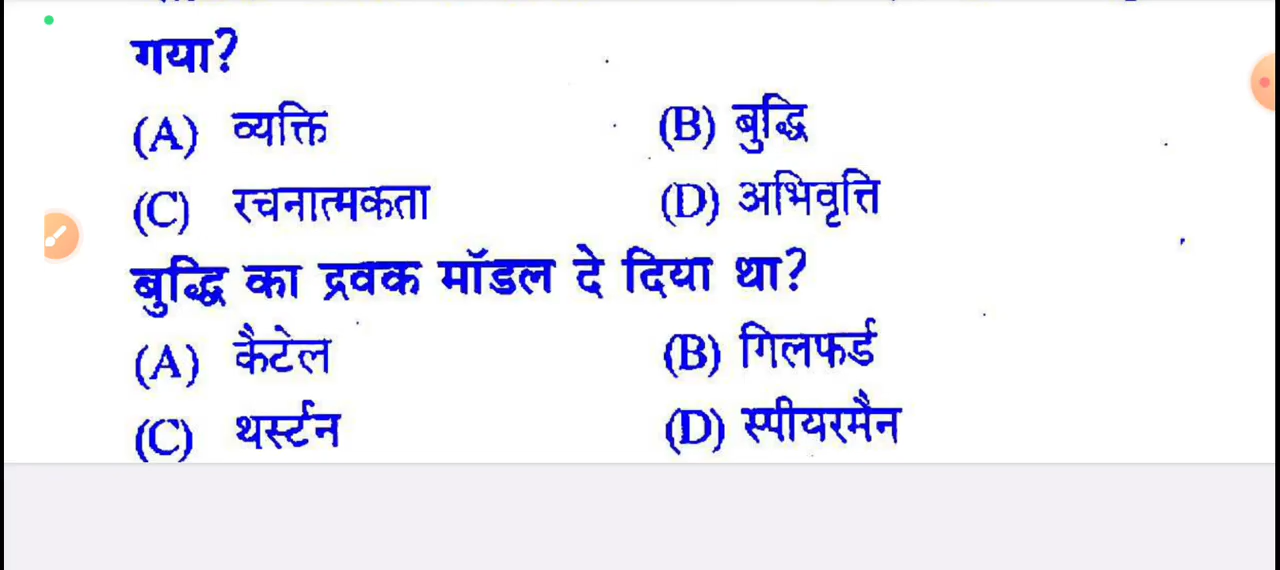 गया?
(A) व्यक्ति (B) बुद्धि
(C) रचनात्मकता (D) अभिवृत्ति
बुद्धि का द्रवक मॉडल दे दिया था?
(A) कैटेल (B) गिलफर्ड
(C) थर्स्टन (D) स्पीयरमैन